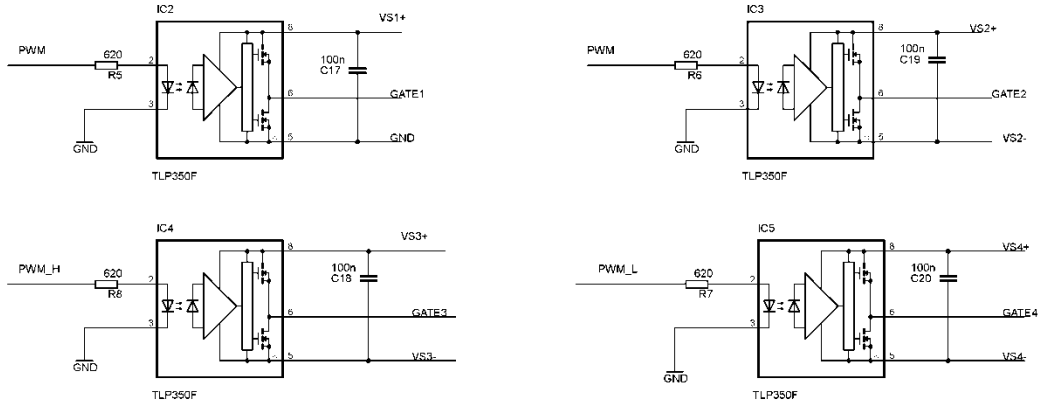 IC2
VS1+
8
PWM
620
R5
2
3
100n
C17
6
GATE1
5
GND
GND
TLP350F
IC3
VS2+
8
PWM
620
R6
2
3
100n
C19
6
GATE2
5
VS2-
GND
TLP350F
IC4
VS3+
8
PWM_H
620
R8
2
3
100n
C18
6
GATE3
5
VS3-
GND
TLP350F
IC5
VS4+
8
PWM_L
620
R7
2
3
100n
C20
6
GATE4
5
VS4-
GND
TLP350F